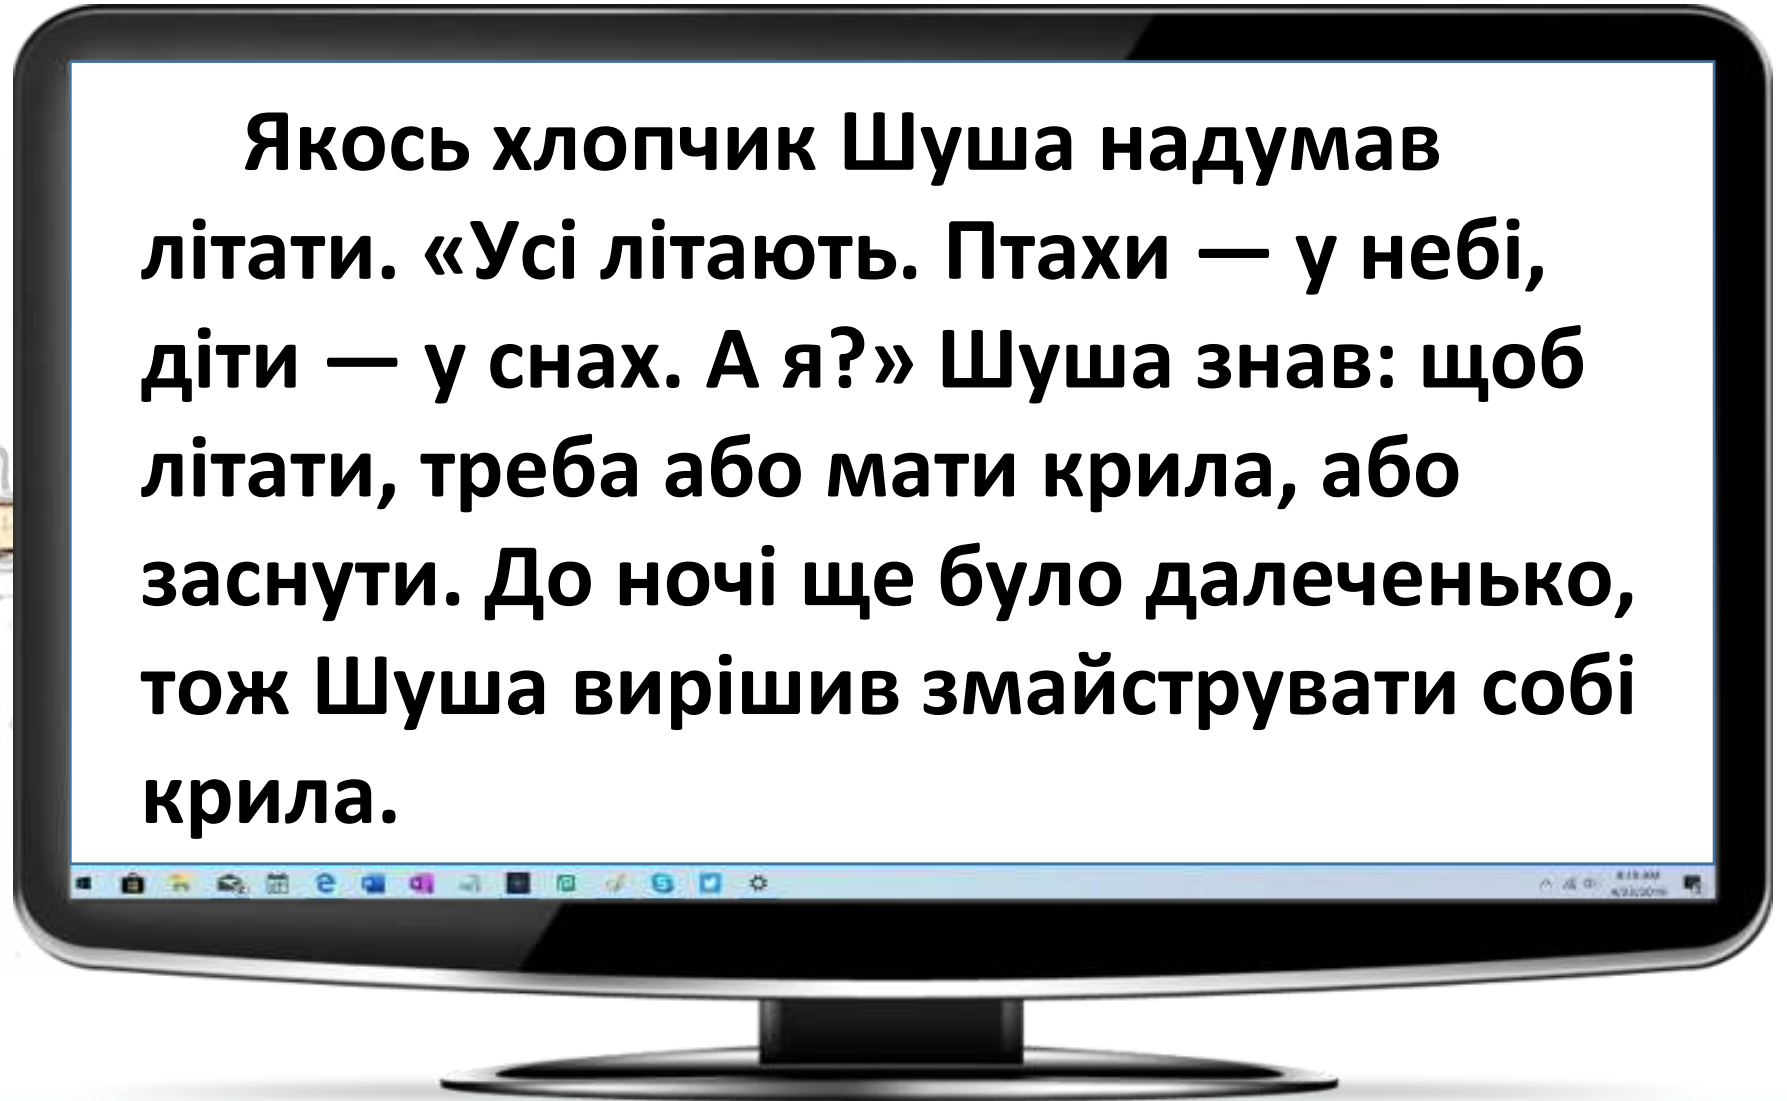 Якось хлопчик Шуша надумав
літати. «Усі літають. Птахи — у небі,
діти — у снах. А я?» Шуша знав: щоб
літати, треба або мати крила, або
заснути. До ночі ще було далеченько,
тож Шуша вирішив змайструвати собі
крила.